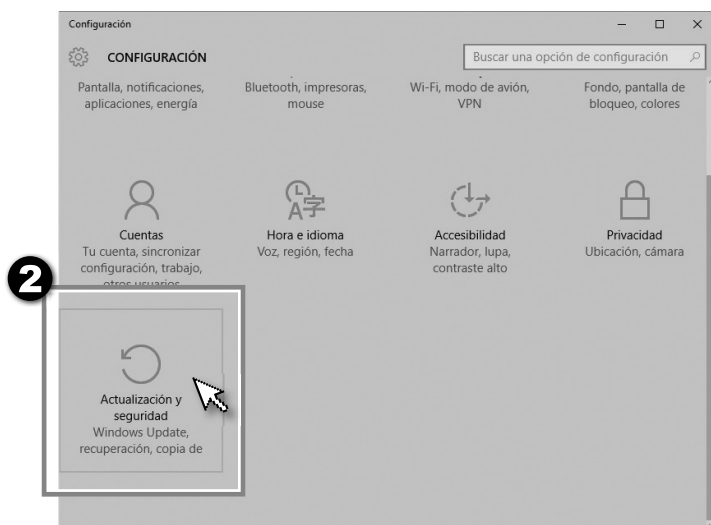 Configuración
CONFIGURACIÓN
Buscar una opción de configuración
Pantalla, notificaciones,
aplicaciones, energía
Bluetooth, impresoras,
mouse
Wi-Fi, modo de avión,
VPN
Fondo, pantalla de
bloqueo, colores
Cuentas
Tu cuenta, sincronizar
configuración, trabajo,
otros usuarios
Hora e idioma
Voz, región, fecha
Accesibilidad
Narrador, lupa,
contraste alto
Privacidad
Ubicación, cámara
2
Actualización y
seguridad
Windows Update,
recuperación, copia de